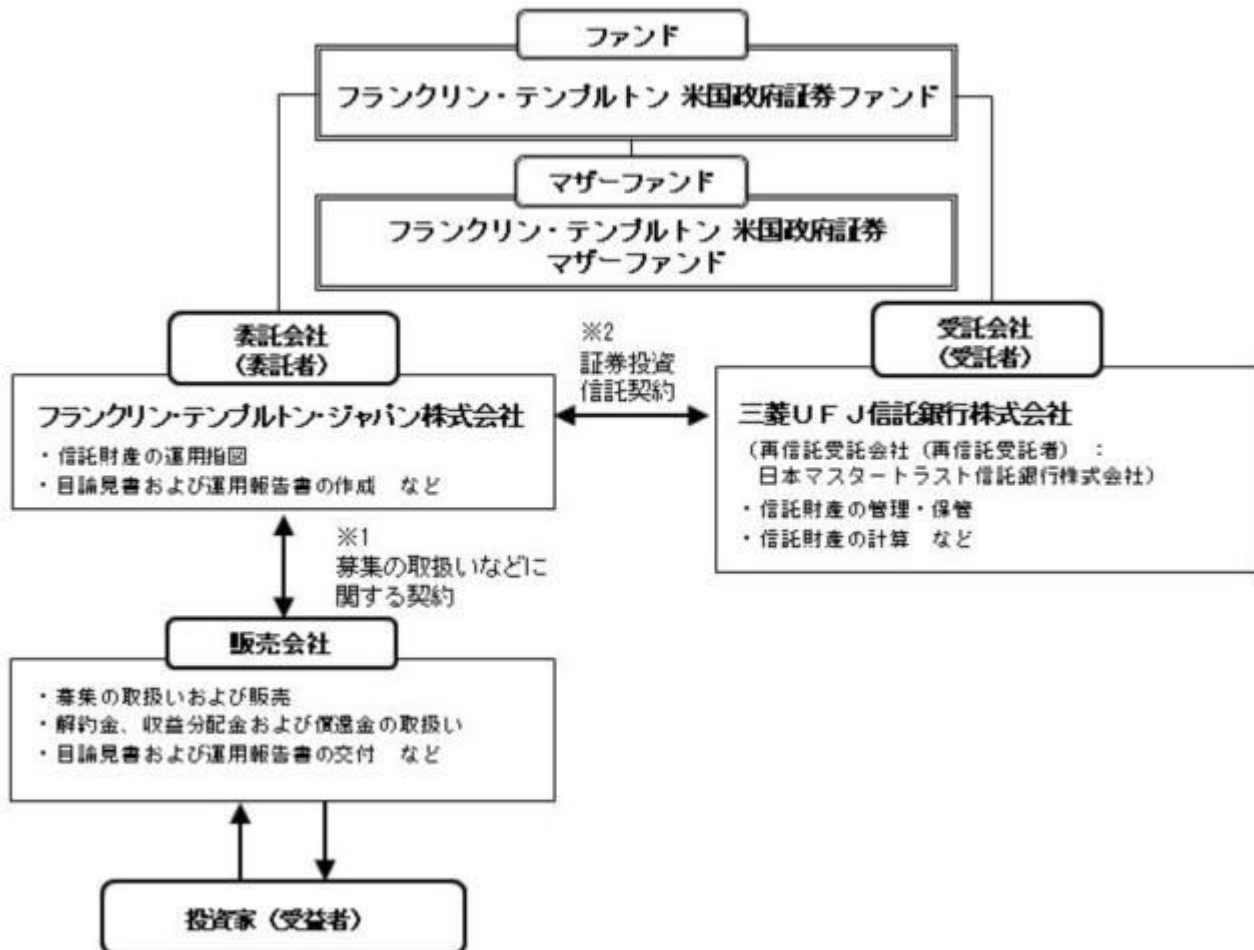 ファンド
フランクリン・テンプルトン 米国政府証券ファンド
マザーファンド
フランクリン・テンプルトン 米国政府証券
マザーファンド
委託会社
（委託者）
フランクリン・テンプルトン・ジャパン株式会社
・信託財産の運用指図
・目論見書および運用報告書の作成　など
※2
証券投資
信託契約
受託会社
（受託者）
三菱ＵＦＪ信託銀行株式会社
（再信託受託会社（再信託受託者）：
日本マスタートラスト信託銀行株式会社）
・信託財産の管理・保管
・信託財産の計算　など
※1
募集の取扱いなどに
関する契約
販売会社
・募集の取扱いおよび販売
・解約金、収益分配金および償還金の取扱い
・目論見書および運用報告書の交付　など
投資家（受益者）